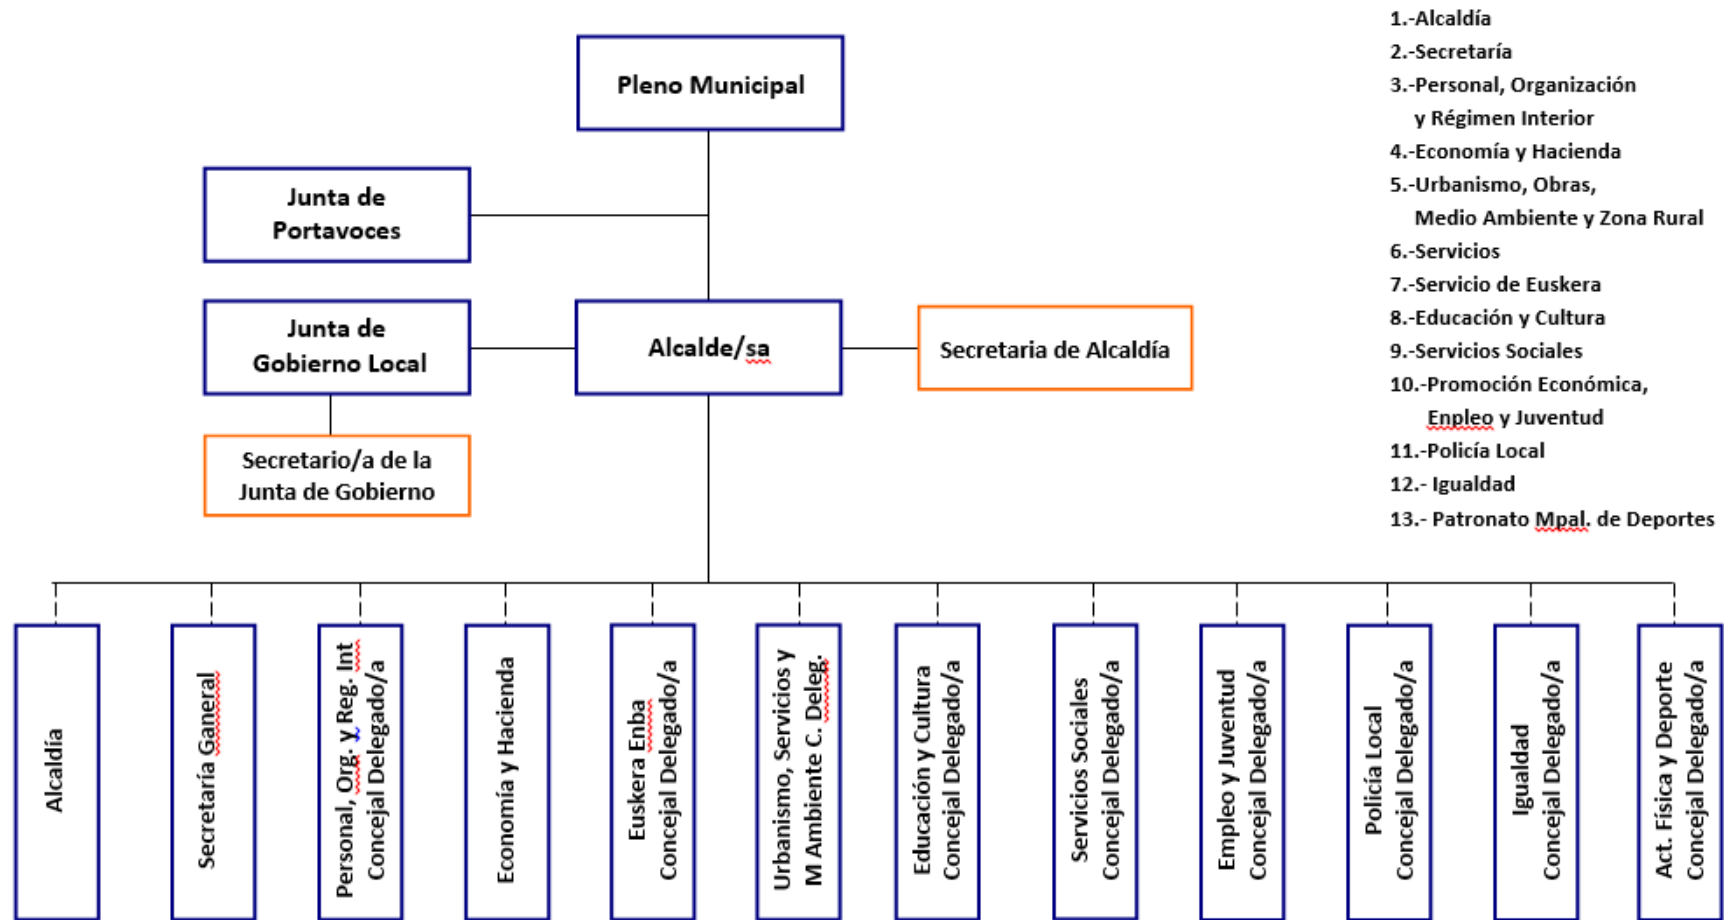 Pleno Municipal
Junta de
Portavoces
Junta de
Gobierno Local
Alcalde/sa
Secretaria de Alcaldía
Secretario/a de la
Junta de Gobierno
1.-Alcaldía
2.-Secretaría
3.-Personal, Organización
y Régimen Interior
4.-Economía y Hacienda
5.-Urbanismo, Obras,
Medio Ambiente y Zona Rural
6.-Servicios
7.-Servicio de Euskera
8.-Educación y Cultura
9.-Servicios Sociales
10.-Promoción Económica,
Enpleo y Juventud
11.-Policía Local
12.- Igualdad
13.- Patronato Mpal. de Deportes
Alcaldía
Secretaría Ganeral
Personal, Org. y Reg. Int
Concejal Delegado/a
Economía y Hacienda
Euskera Enba
Concejal Delegado/a
Urbanismo, Servicios y
M Ambiente C. Deleg.
Educación y Cultura
Concejal Delegado/a
Servicios Sociales
Concejal Delegado/a
Empleo y Juventud
Concejal Delegado/a
Policía Local
Concejal Delegado/a
Igualdad
Concejal Delegado/a
Act. Física y Deporte
Concejal Delegado/a